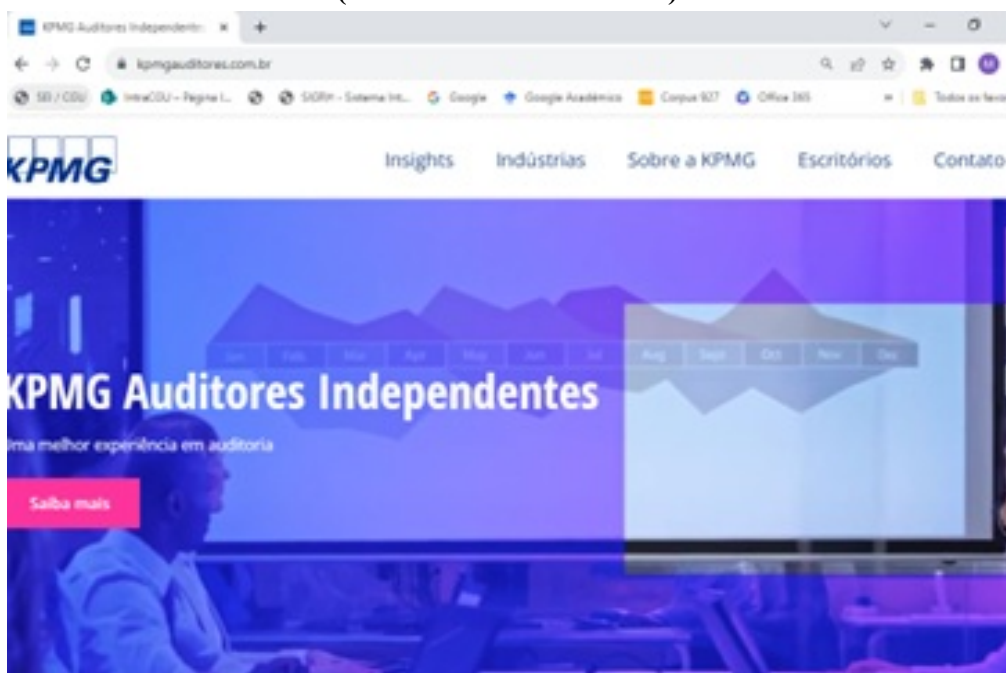 KPMG Auditores Independente
kpmgauditores.com.br
SEI / CGU IntraCGU – Página I... SIGRH - Sistema Int... Google Google Acadêmico Corpus 927 Office 365 » Todos os favo
KPMG Insights Indústrias Sobre a KPMG Escritórios Contato
Jan Feb Mar Apr May Jun Jul Aug Sept Oct Nov Dec
KPMG Auditores Independentes
Uma melhor experiência em auditoria
Saiba mais